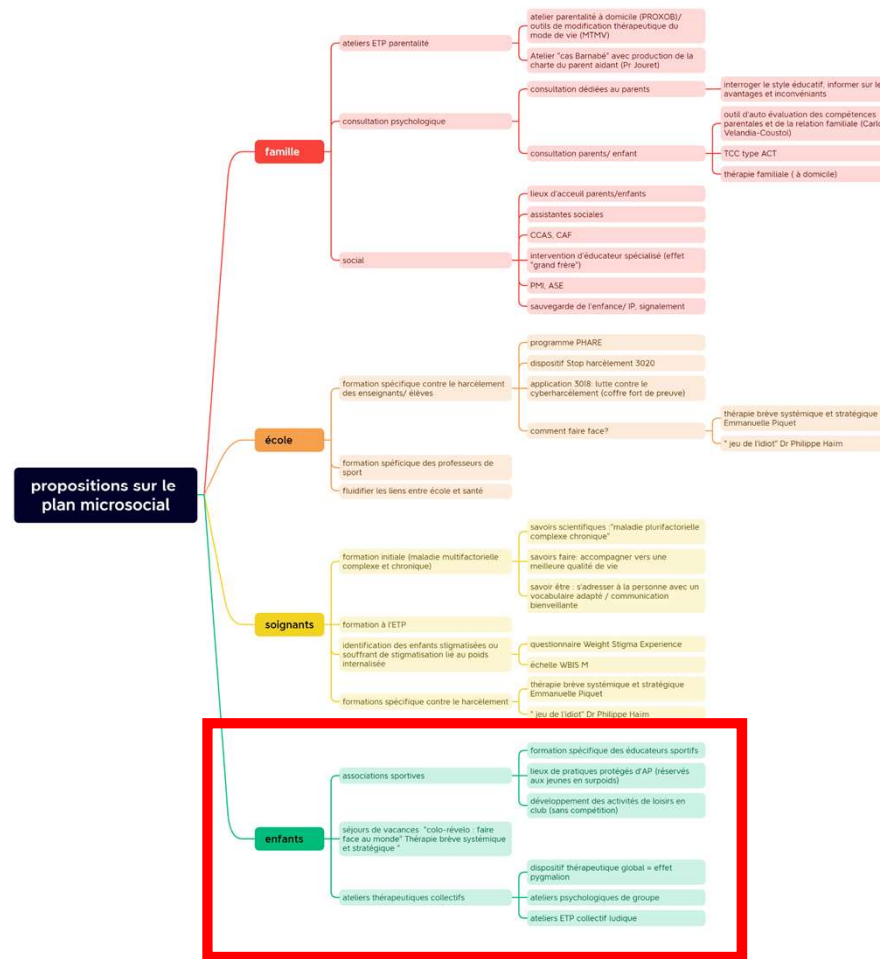 propositions sur le
plan microsocial
famille
ateliers ETP parentalité
atelier parentalité à domicile (PROXOB)/
outils de modification thérapeutique du
mode de vie (MTMV)
Atelier "cas Barnabé" avec production de la
charte du parent aidant (Pr Jouret)
consultation psychologique
consultation dédiées au parents
interroger le style éducatif, informer sur le
avantages et inconvéniants
consultation parents/ enfant
outil d'auto évaluation des compétences
parentales et de la relation familiale (Carlo
Velandia-Coustol)
TCC type ACT
thérapie familiale ( à domicile)
social
lieux d'acceuil parents/enfants
assistantes sociales
CCAS, CAF
intervention d'éducateur spécialisé (effet
"grand frère")
PMI, ASE
sauvegarde de l'enfance/ IP, signalement
école
formation spécifique contre le harcèlement
des enseignants/ élèves
programme PHARE
dispositif Stop harcèlement 3020
application 3018: lutte contre le
cyberharcèlement (coffre fort de preuve)
comment faire face?
thérapie brève systémique et stratégique
Emmanuelle Piquet
" jeu de l'idiot" Dr Philippe Haim
formation spéficique des professeurs de
sport
fluidifier les liens entre école et santé
soignants
formation initiale (maladie multifactorielle
complexe et chronique)
savoirs scientifiques :"maladie plurifactorielle
complexe chronique"
savoirs faire: accompagner vers une
meilleure qualité de vie
savoir être : s'adresser à la personne avec un
vocabulaire adapté / communication
bienveillante
formation à l'ETP
identification des enfants stigmatisées ou
souffrant de stigmatisation lié au poids
internalisée
questionnaire Weight Stigma Experience
échelle WBIS M
formations spécifique contre le harcèlement
thérapie brève systémique et stratégique
Emmanuelle Piquet
" jeu de l'idiot" Dr Philippe Haim
enfants
associations sportives
formation spécifique des éducateurs sportifs
lieux de pratiques protégés d'AP (réservés
aux jeunes en surpoids)
développement des activités de loisirs en
club (sans compétition)
séjours de vacances "colo-révelo : faire
face au monde" Thérapie brève systémique
et stratégique "
ateliers thérapeutiques collectifs
dispositif thérapeutique global = effet
pygmalion
ateliers psychologiques de groupe
ateliers ETP collectif ludique